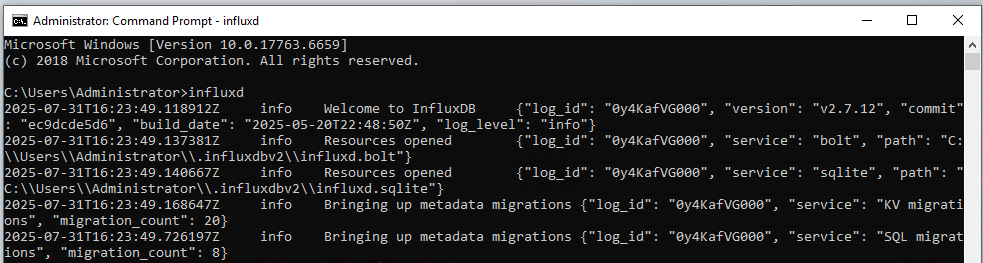 Administrator: Command Prompt - influxd
Microsoft Windows [Version 10.0.17763.6659]
(c) 2018 Microsoft Corporation. All rights reserved.
C:\Users\Administrator>influxd
2025-07-31T16:23:49.118912Z     info    Welcome to InfluxDB     {"log_id": "0y4KafVG000", "version": "v2.7.12", "commit"
: "ec9dcde5d6", "build_date": "2025-05-20T22:48:50Z", "log_level": "info"}
2025-07-31T16:23:49.137381Z     info    Resources opened        {"log_id": "0y4KafVG000", "service": "bolt", "path": "C:
\\Users\\Administrator\\.influxdbv2\\influxd.bolt"}
2025-07-31T16:23:49.140667Z     info    Resources opened        {"log_id": "0y4KafVG000", "service": "sqlite", "path": "
C:\\Users\\Administrator\\.influxdbv2\\influxd.sqlite"}
2025-07-31T16:23:49.168647Z     info    Bringing up metadata migrations {"log_id": "0y4KafVG000", "service": "KV migrati
ons", "migration_count": 20}
2025-07-31T16:23:49.726197Z     info    Bringing up metadata migrations {"log_id": "0y4KafVG000", "service": "SQL migrat
ions", "migration_count": 8}